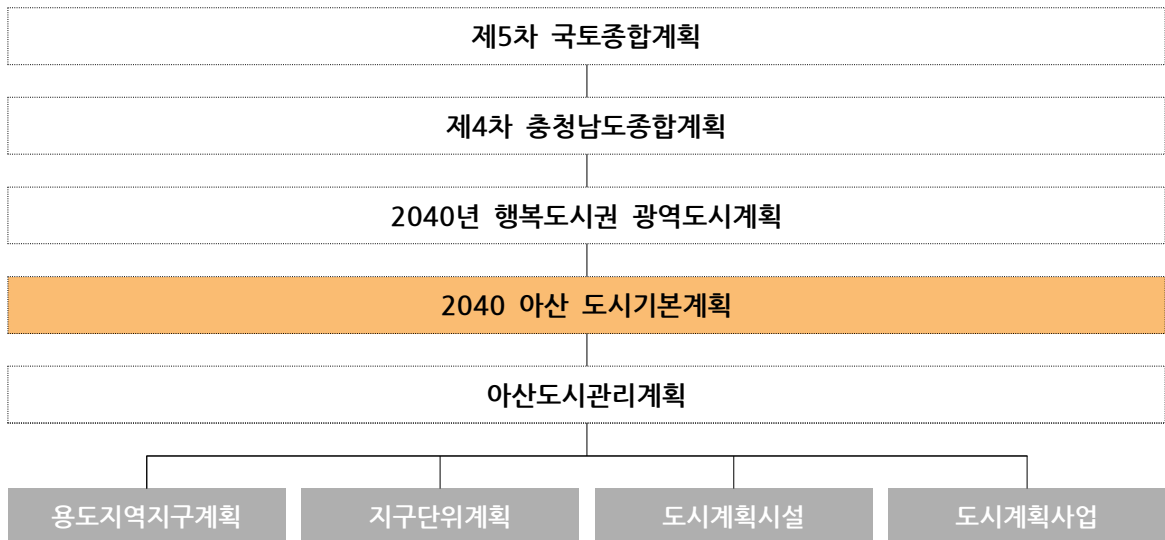 제5차 국토종합계획
제4차 충청남도종합계획
2040년 행복도시권 광역도시계획
2040 아산 도시기본계획
아산도시관리계획
용도지역지구계획
지구단위계획
도시계획시설
도시계획사업